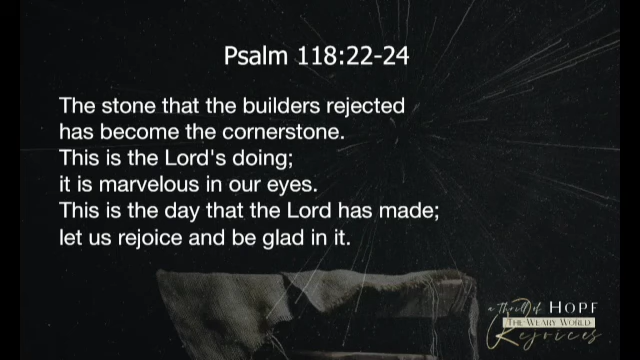 Psalm 118:22-24
The stone that the builders rejected
has become the cornerstone.
This is the Lord's doing;
it is marvelous in our eyes.
This is the day that the Lord has made;
let us rejoice and be glad in it.
a Thrill of HOPE
THE WEARY WORLD
Rejoices